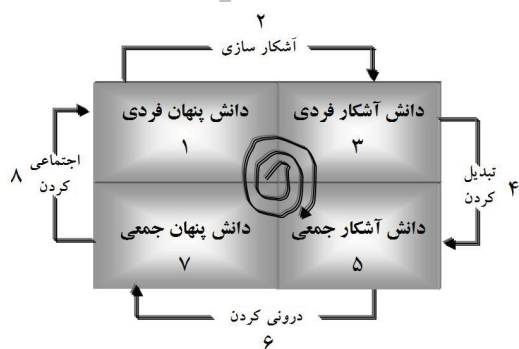 ۲
آشکار سازی
دانش پنهان فردی
۱
دانش آشکار فردی
۳
تبدیل
کردن
۴
دانش آشکار جمعی
۵
درونی کردن
۶
دانش پنهان جمعی
۷
اجتماعی
کردن
۸